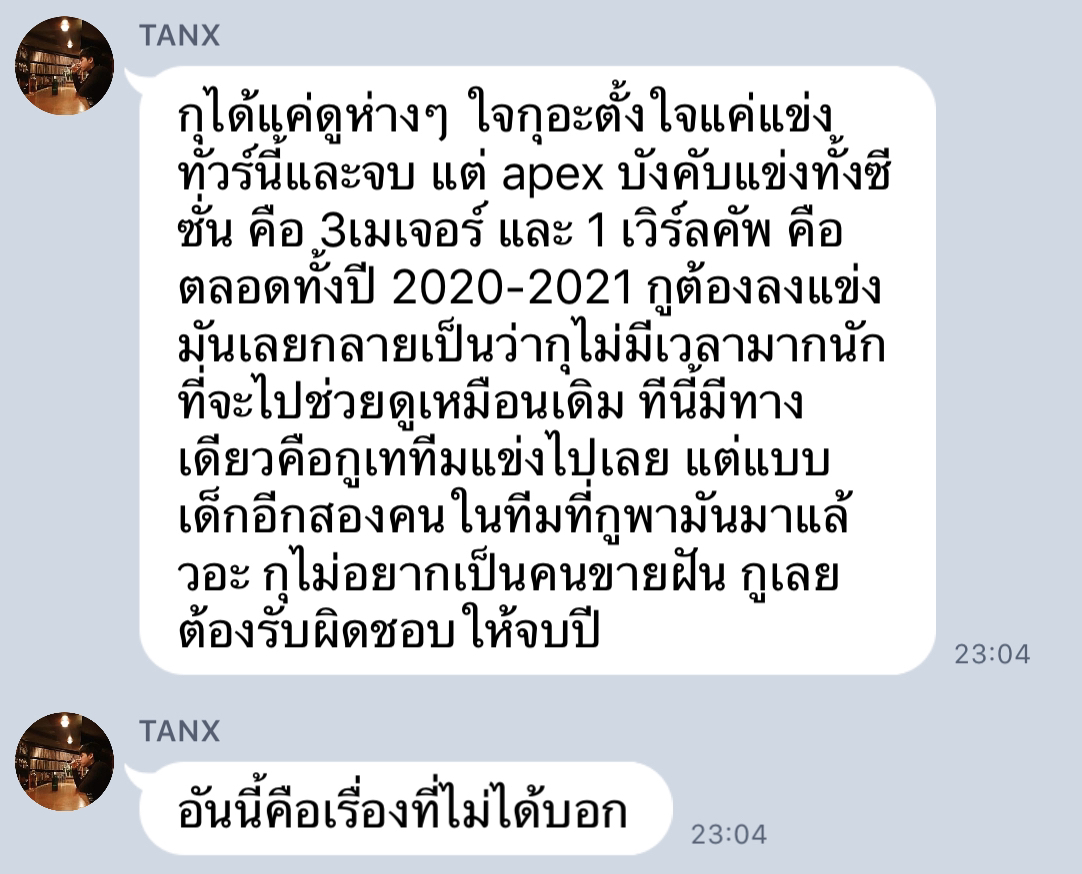 TANX
กุได้แค่ดูห่างๆ ใจกุอะตั้งใจแค่แข่ง
ทัวร์นี้และจบ แต่ apex บังคับแข่งทั้งซี
ซั่น คือ 3เมเจอร์ และ 1 เวิร์ลคัพ คือ
ตลอดทั้งปี 2020-2021 กูต้องลงแข่ง
มันเลยกลายเป็นว่ากุไม่มีเวลามากนัก
ที่จะไปช่วยดูเหมือนเดิม ทีนี้มีทาง
เดียวคือกูเททีมแข่งไปเลย แต่แบบ
เด็กอีกสองคนในทีมที่กูพามันมาแล้
วอะ กุไม่อยากเป็นคนขายฝัน กูเลย
ต้องรับผิดชอบให้จบปี
23:04
TANX
อันนี้คือเรื่องที่ไม่ได้บอก
23:04